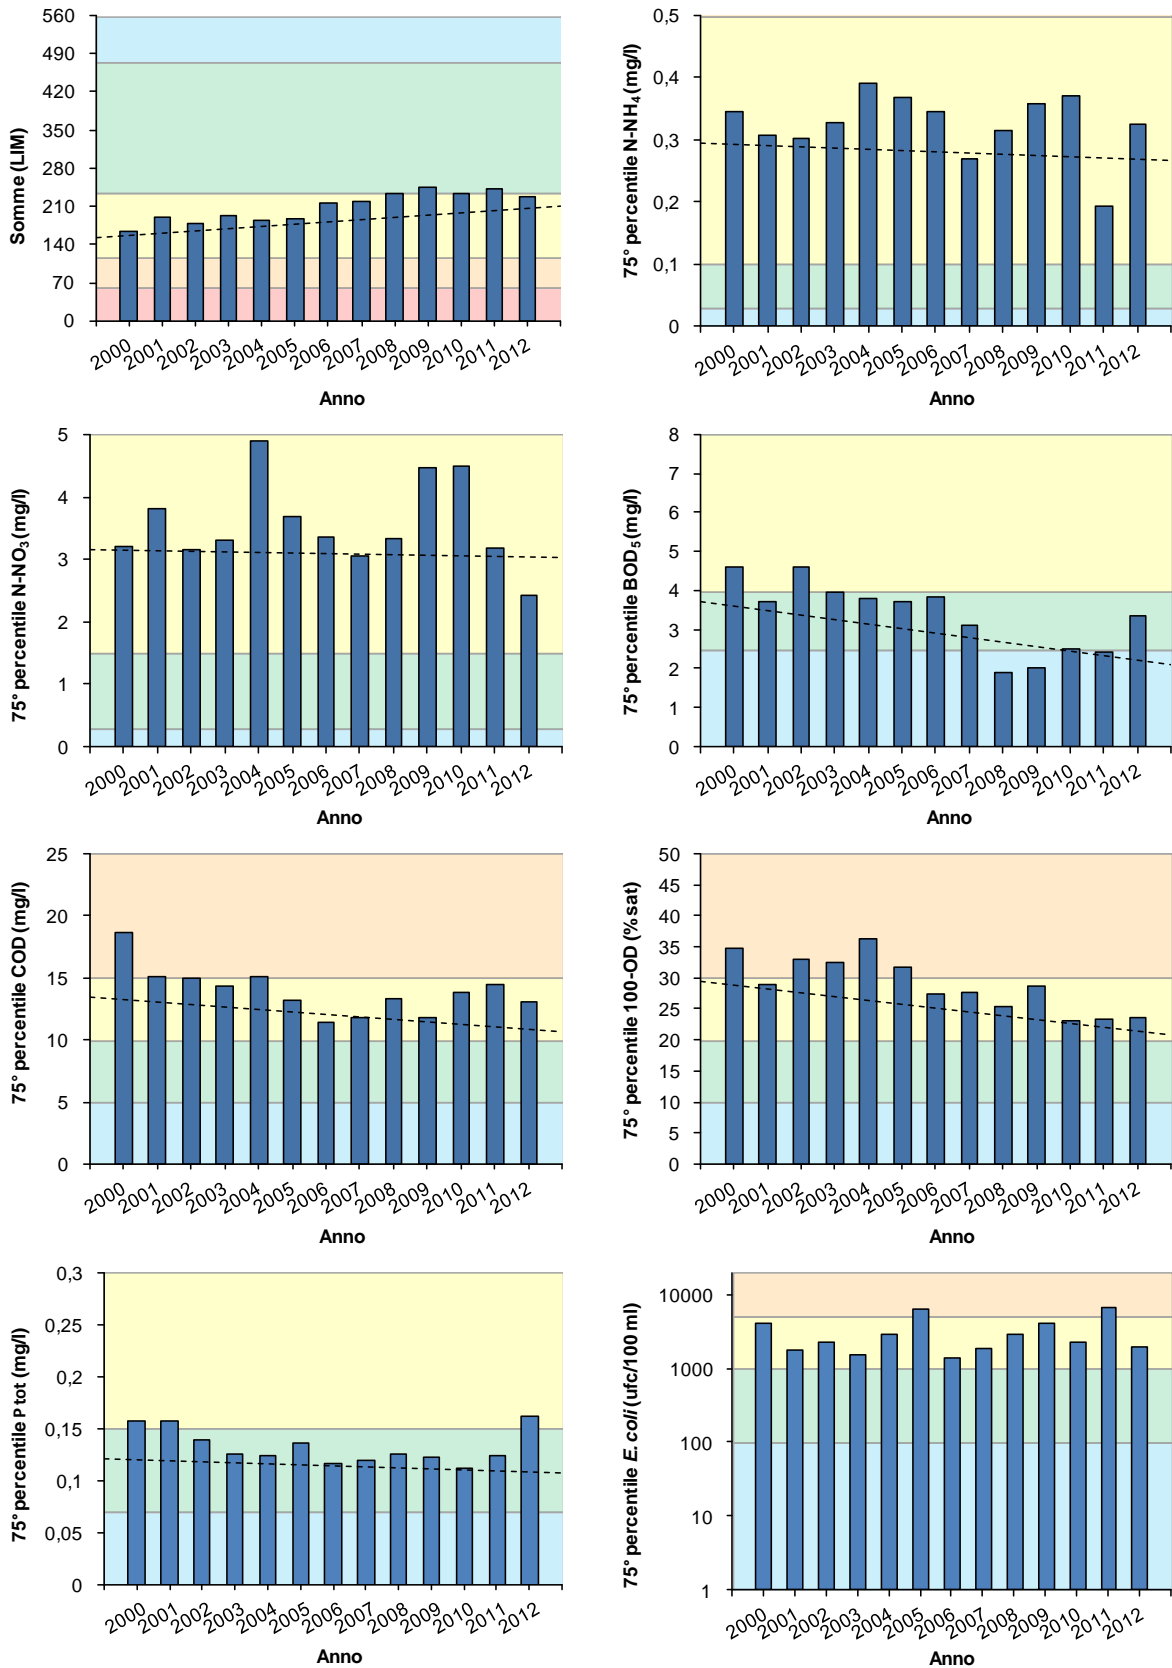 Somme (LIM)
560
490
420
350
280
210
140
70
0
2000 2001 2002 2003 2004 2005 2006 2007 2008 2009 2010 2011 2012
Anno
75° percentile N-NH4 (mg/l)
0,5
0,4
0,3
0,2
0,1
0
2000 2001 2002 2003 2004 2005 2006 2007 2008 2009 2010 2011 2012
Anno
75° percentile N-NO3 (mg/l)
5
4
3
2
1
0
2000 2001 2002 2003 2004 2005 2006 2007 2008 2009 2010 2011 2012
Anno
75° percentile BOD5 (mg/l)
8
7
6
5
4
3
2
1
0
2000 2001 2002 2003 2004 2005 2006 2007 2008 2009 2010 2011 2012
Anno
75° percentile COD (mg/l)
25
20
15
10
5
0
2000 2001 2002 2003 2004 2005 2006 2007 2008 2009 2010 2011 2012
Anno
75° percentile 100-OD (%sat)
50
45
40
35
30
25
20
15
10
5
0
2000 2001 2002 2003 2004 2005 2006 2007 2008 2009 2010 2011 2012
Anno
75° percentile P tot (mg/l)
0,3
0,25
0,2
0,15
0,1
0,05
0
2000 2001 2002 2003 2004 2005 2006 2007 2008 2009 2010 2011 2012
Anno
75° percentile E. coli (ufc/100 ml)
10000
1000
100
10
1
2000 2001 2002 2003 2004 2005 2006 2007 2008 2009 2010 2011 2012
Anno